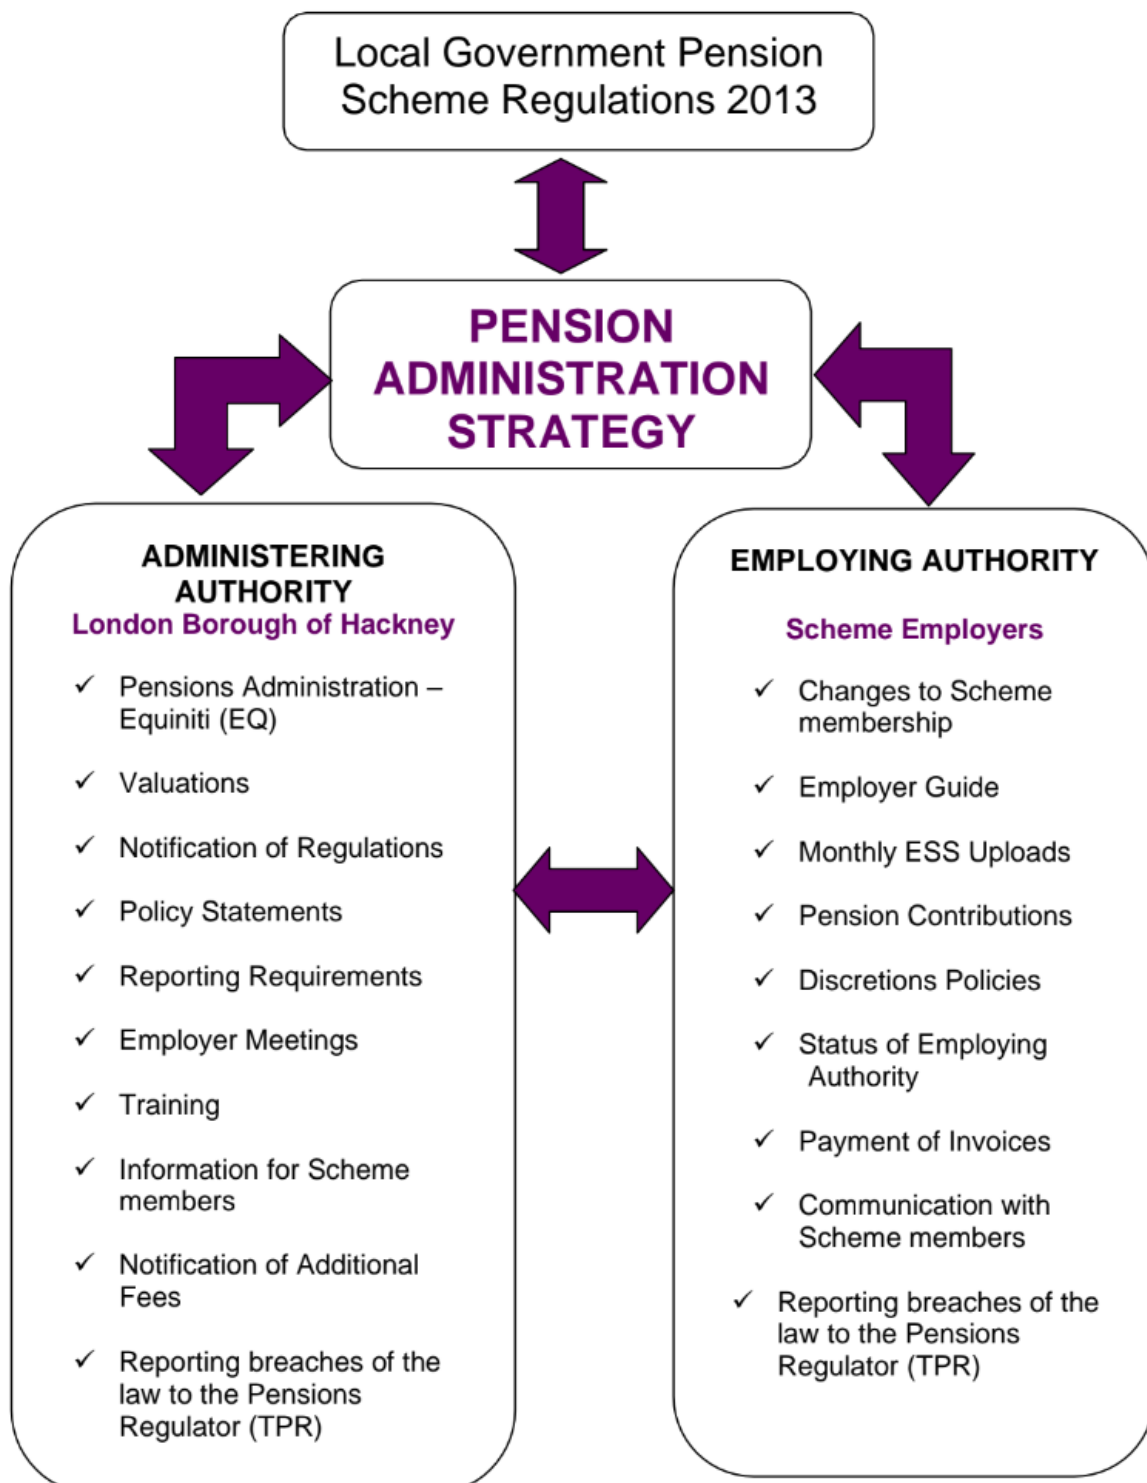 Local Government Pension
Scheme Regulations 2013
PENSION
ADMINISTRATION
STRATEGY
ADMINISTERING
AUTHORITY
London Borough of Hackney
✓ Pensions Administration –
Equiniti (EQ)
✓ Valuations
✓ Notification of Regulations
✓ Policy Statements
✓ Reporting Requirements
✓ Employer Meetings
✓ Training
✓ Information for Scheme
members
✓ Notification of Additional
Fees
✓ Reporting breaches of the
law to the Pensions
Regulator (TPR)
EMPLOYING AUTHORITY
Scheme Employers
✓ Changes to Scheme
membership
✓ Employer Guide
✓ Monthly ESS Uploads
✓ Pension Contributions
✓ Discretions Policies
✓ Status of Employing
Authority
✓ Payment of Invoices
✓ Communication with
Scheme members
✓ Reporting breaches of the
law to the Pensions
Regulator (TPR)